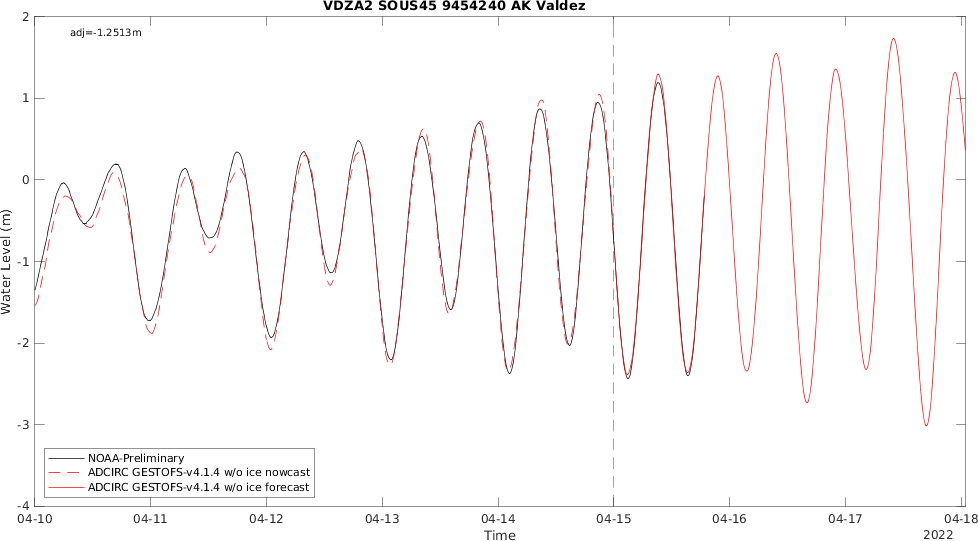 VDZA2 SOUS45 9454240 AK Valdez
adj=-1.2513m
2
1
0
-1
-2
-3
-4
Water Level (m)
NOAA-Preliminary
ADCIRC GESTOFS-v4.1.4 w/o ice nowcast
ADCIRC GESTOFS-v4.1.4 w/o ice forecast
04-10 04-11 04-12 04-13 04-14 04-15 04-16 04-17 04-18
Time
2022